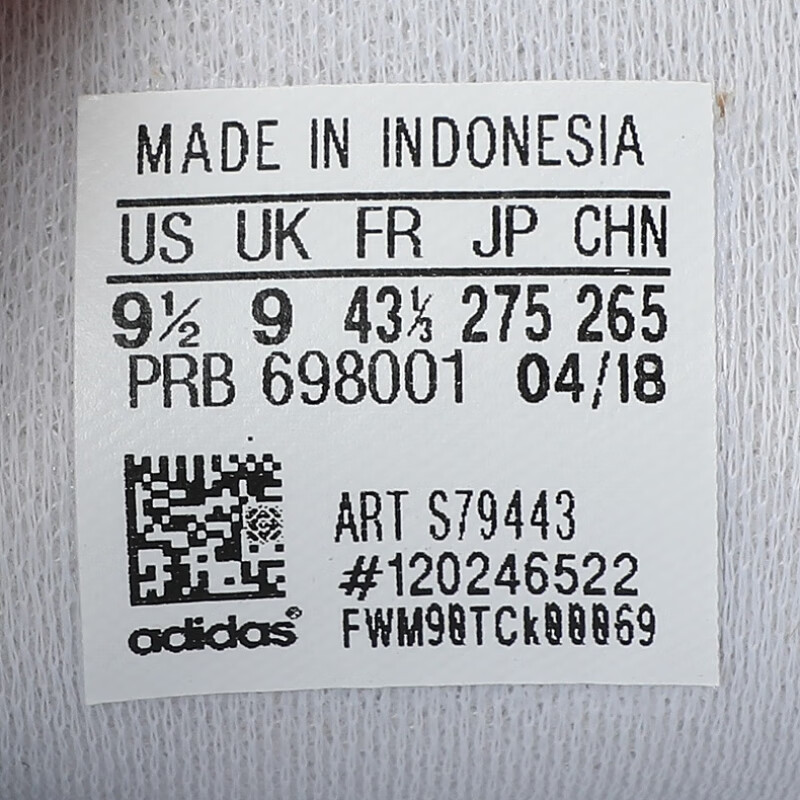 MADE IN INDONESIA
US UK FR JP CHN
9½ 9 43⅓ 275 265
PRB 698001 04/18
ART S79443
#120246522
adidas® FWM90TCk00069